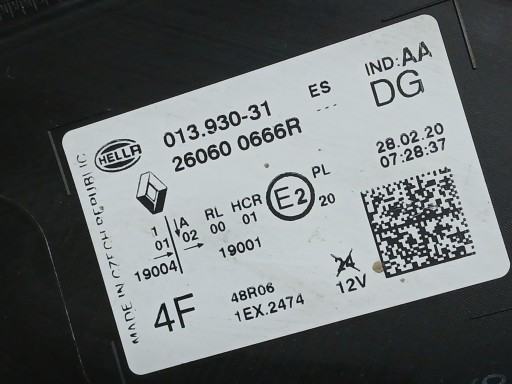 HELLA
013.930-31
ES
---
IND:AA
DG
26060 0666R
28.02.20
07:28:37
MADE IN CZECH REPUBLIC
1 A RL HCR E2 PL
01 02 00 01 20
19004 19001
4F
48R06
1EX.2474
24
12V